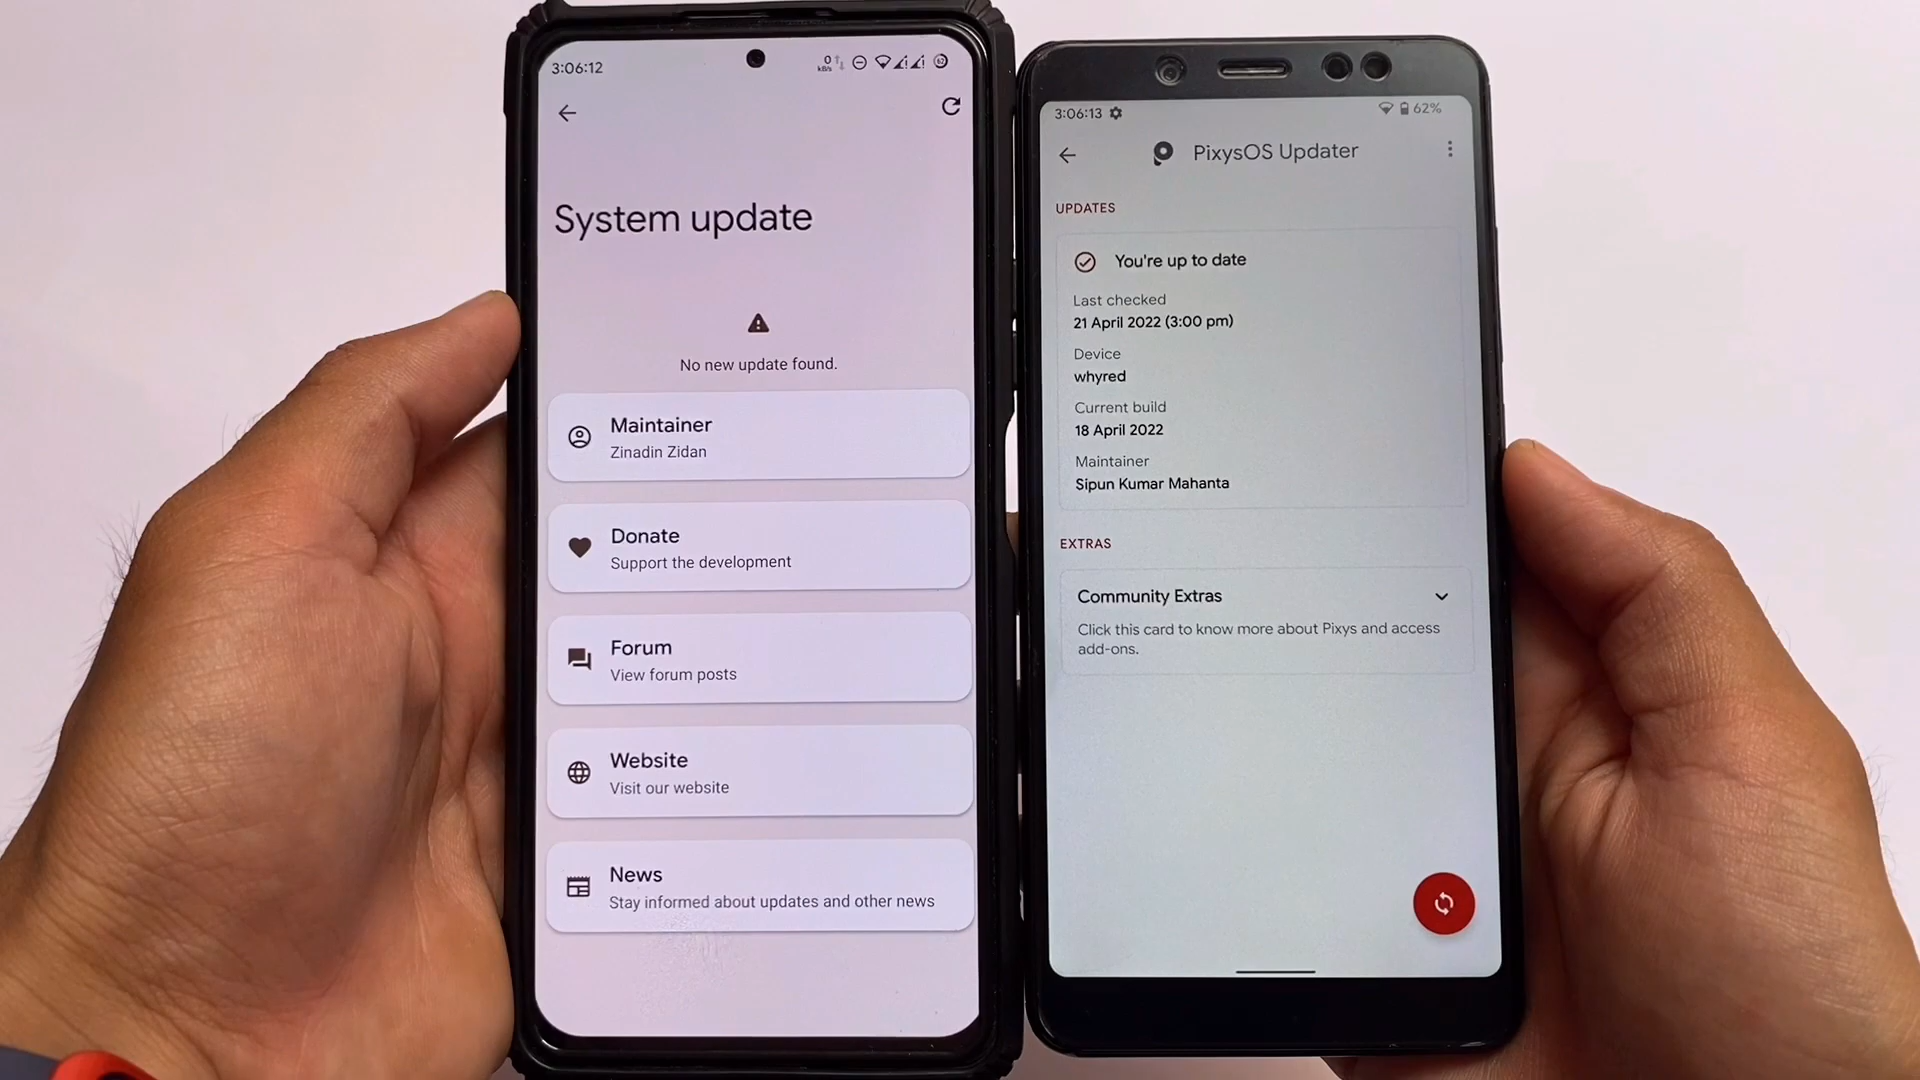 3:06:12
0
kB/s
62
System update
No new update found.
Maintainer
Zinadin Zidan
Donate
Support the development
Forum
View forum posts
Website
Visit our website
News
Stay informed about updates and other news
3:06:13
62%
PixysOS Updater
UPDATES
You're up to date
Last checked
21 April 2022 (3:00 pm)
Device
whyred
Current build
18 April 2022
Maintainer
Sipun Kumar Mahanta
EXTRAS
Community Extras
Click this card to know more about Pixys and access
add-ons.